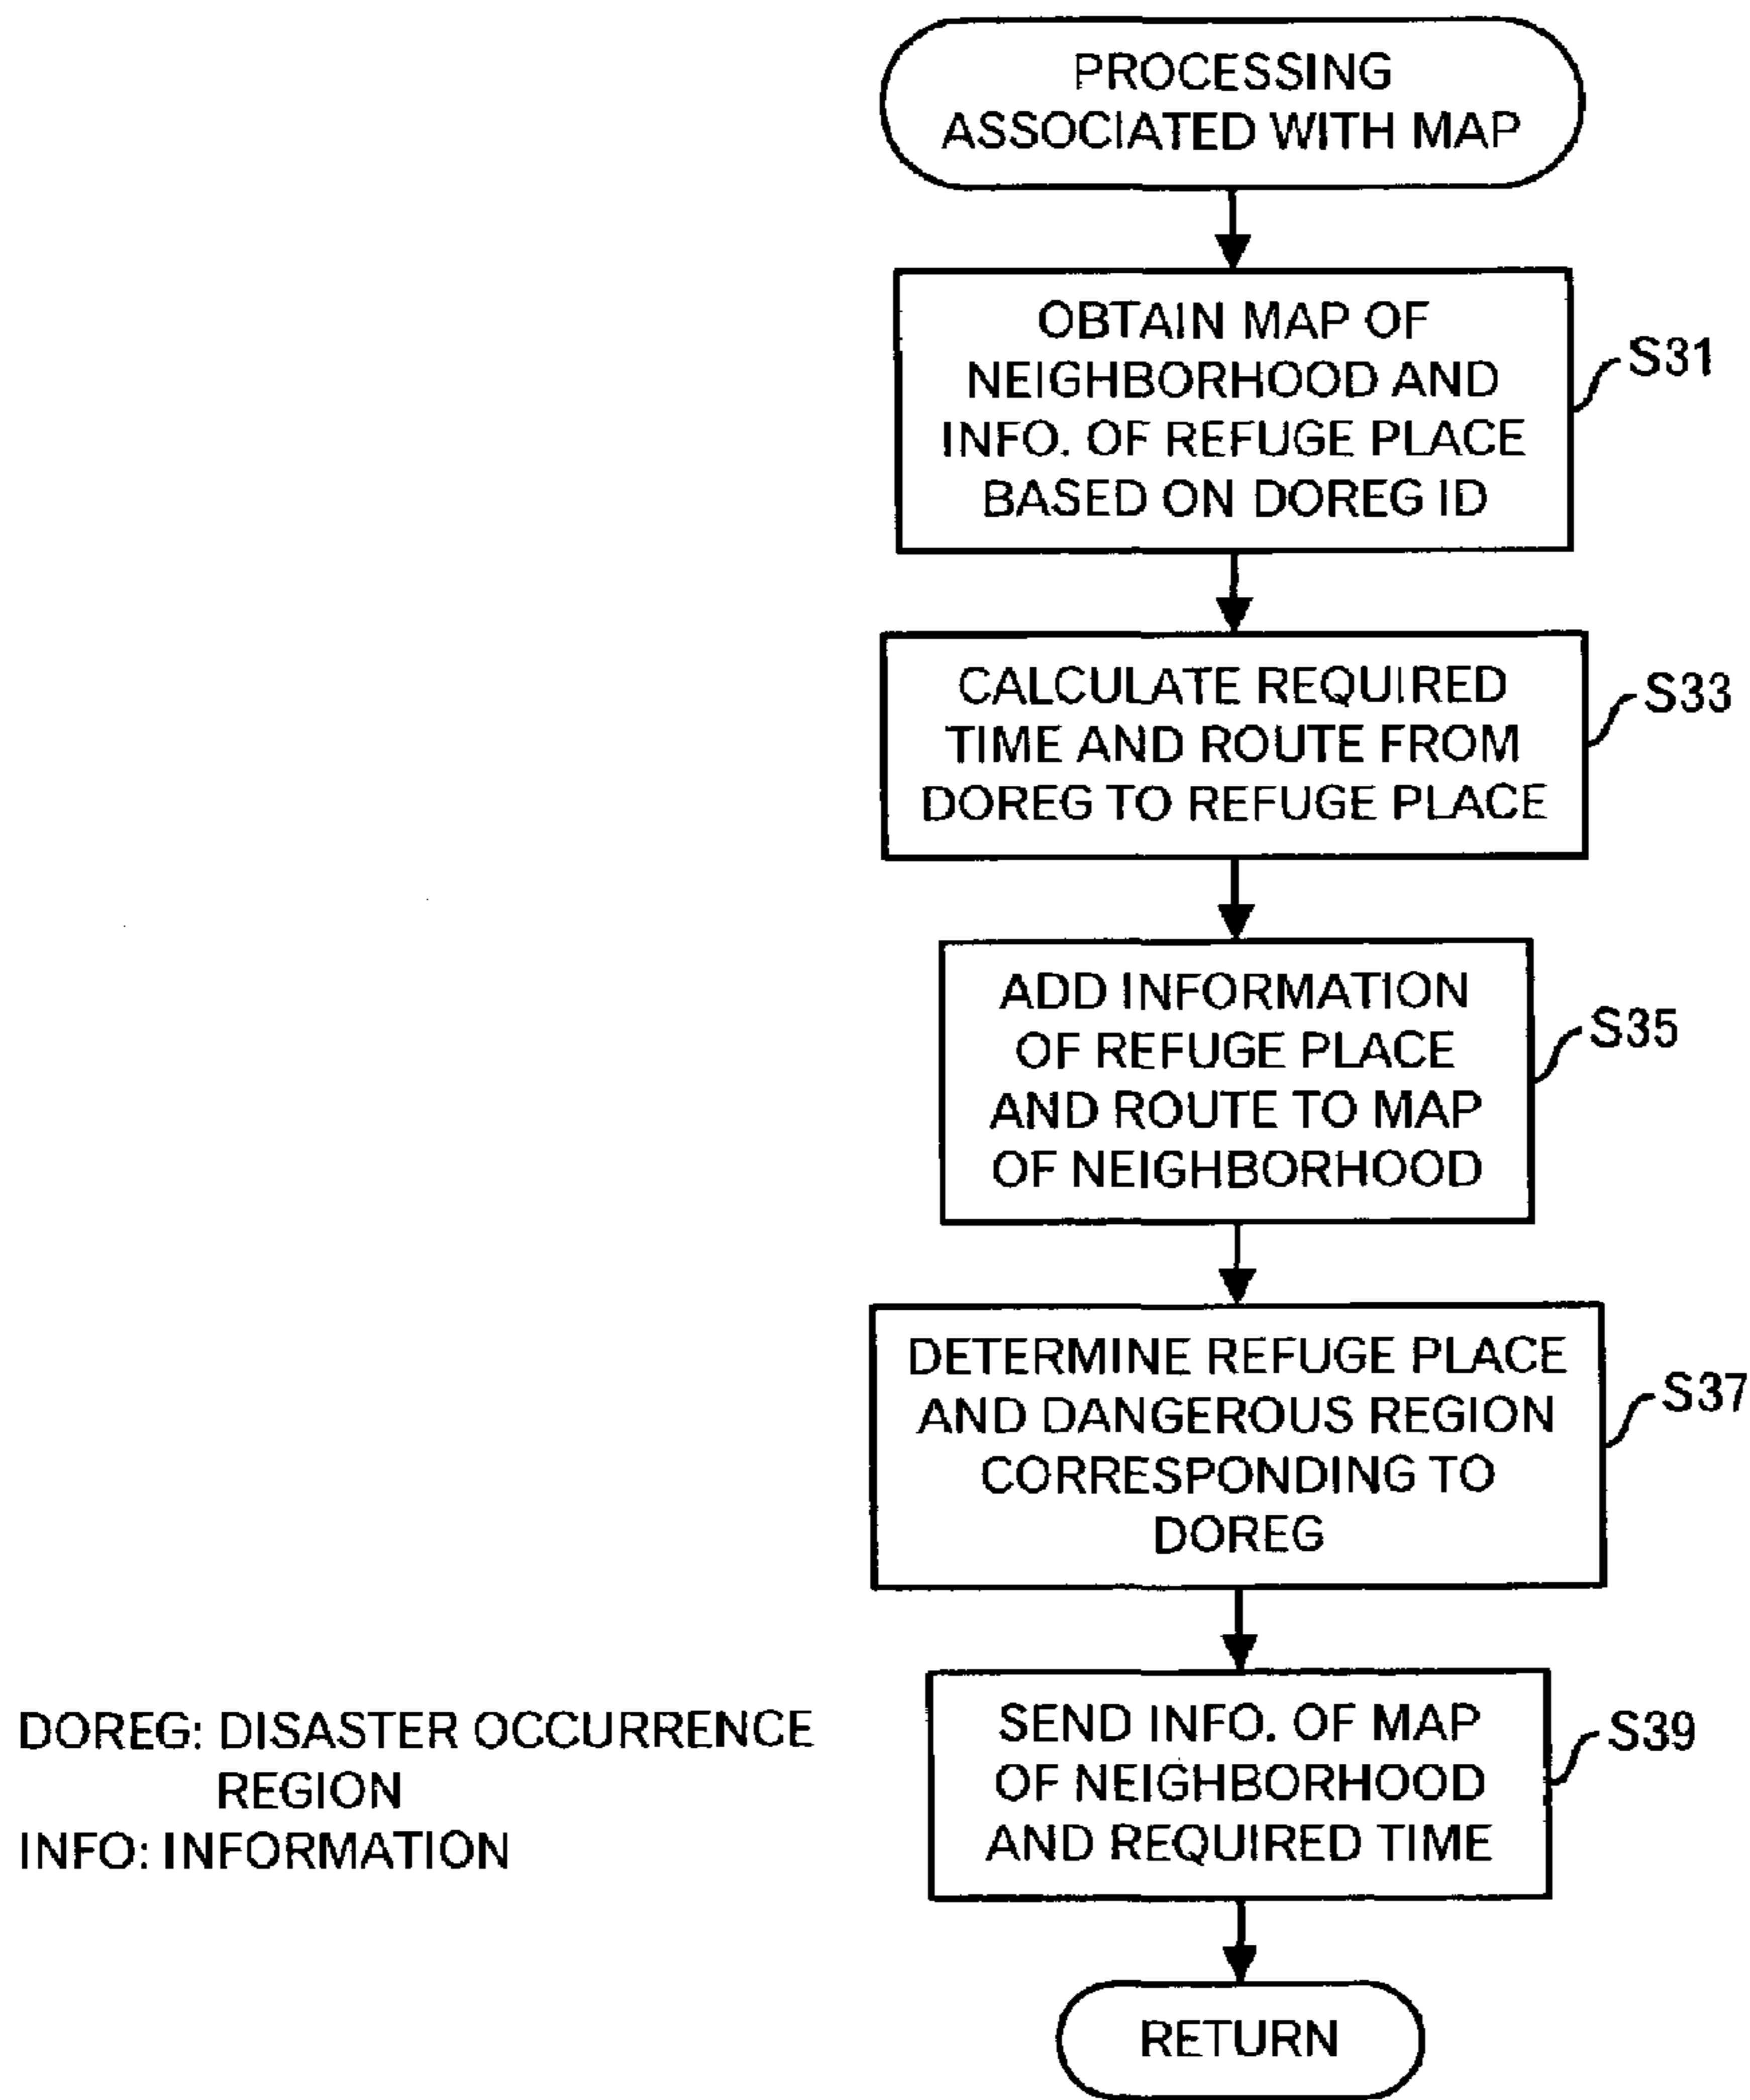 PROCESSING
ASSOCIATED WITH MAP
OBTAIN MAP OF
NEIGHBORHOOD AND
INFO. OF REFUGE PLACE
BASED ON DOREG ID
S31
CALCULATE REQUIRED
TIME AND ROUTE FROM
DOREG TO REFUGE PLACE
S33
ADD INFORMATION
OF REFUGE PLACE
AND ROUTE TO MAP
OF NEIGHBORHOOD
S35
DETERMINE REFUGE PLACE
AND DANGEROUS REGION
CORRESPONDING TO
DOREG
S37
SEND INFO. OF MAP
OF NEIGHBORHOOD
AND REQUIRED TIME
S39
RETURN
DOREG: DISASTER OCCURRENCE
REGION
INFO: INFORMATION